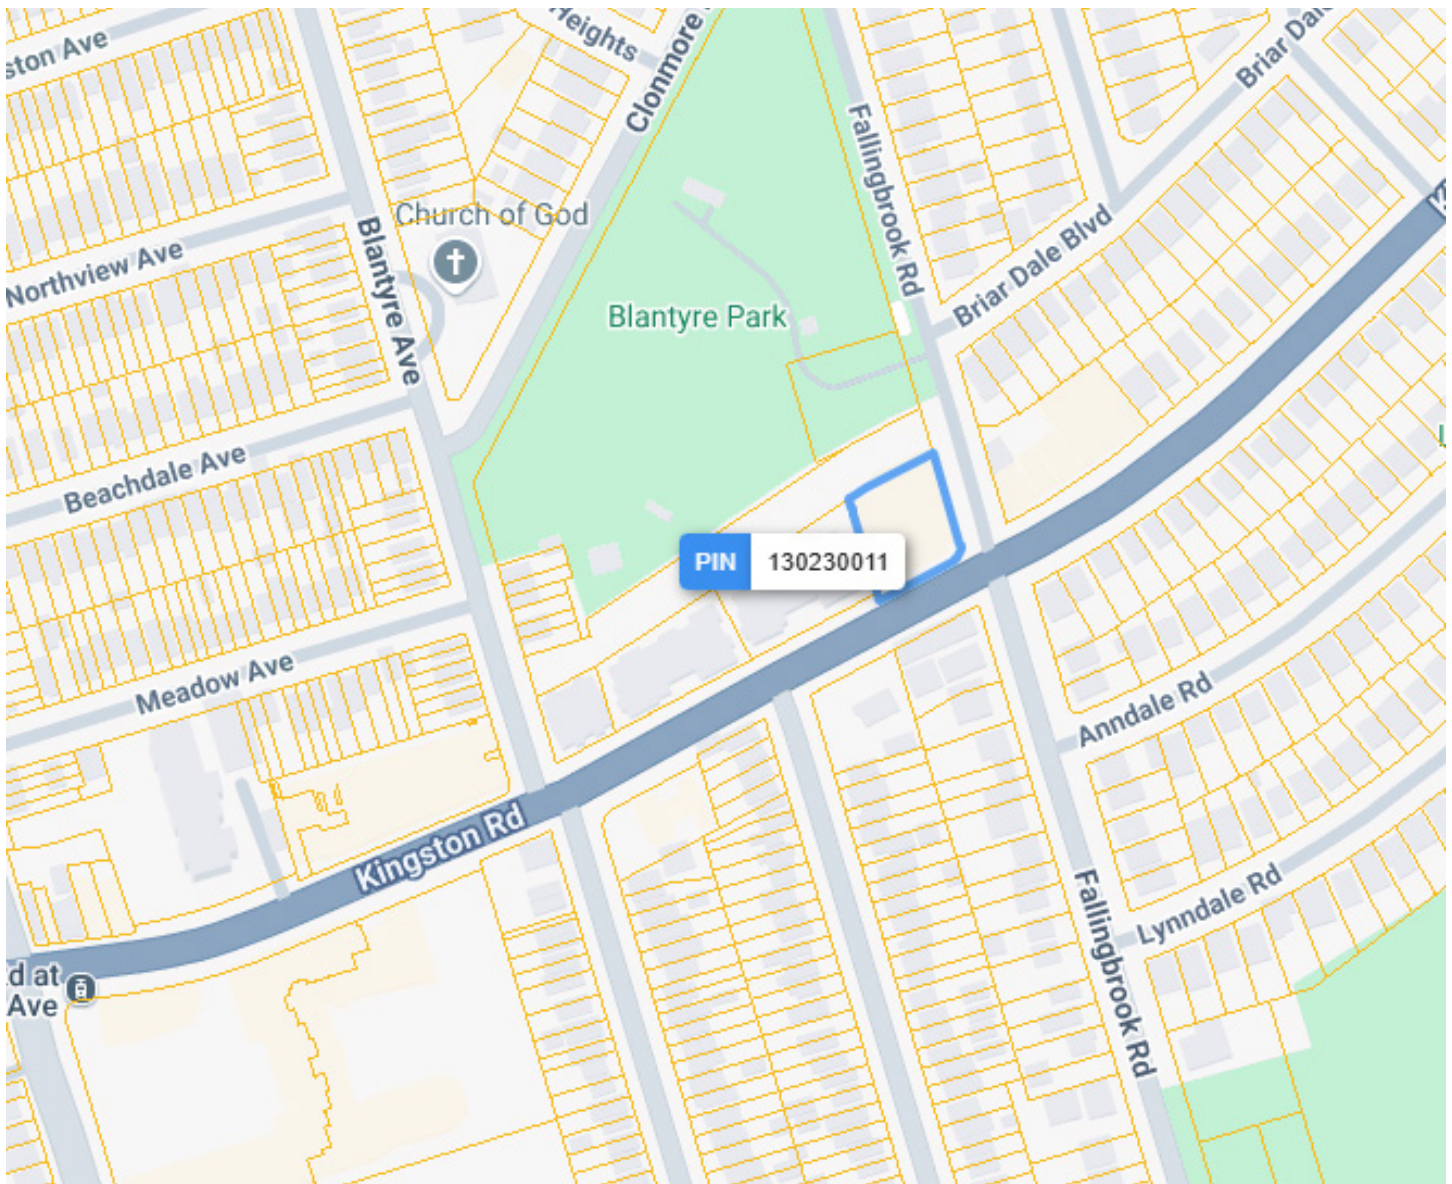 ston Ave
Heights
Clonmore
Briar Dale
Fallingbrook Rd
Church of God
Blantyre Ave
Northview Ave
Briar Dale Blvd
Blantyre Park
Beachdale Ave
PIN 130230011
Meadow Ave
Anndale Rd
Kingston Rd
Lynndale Rd
Fallingbrook Rd
d at
Ave